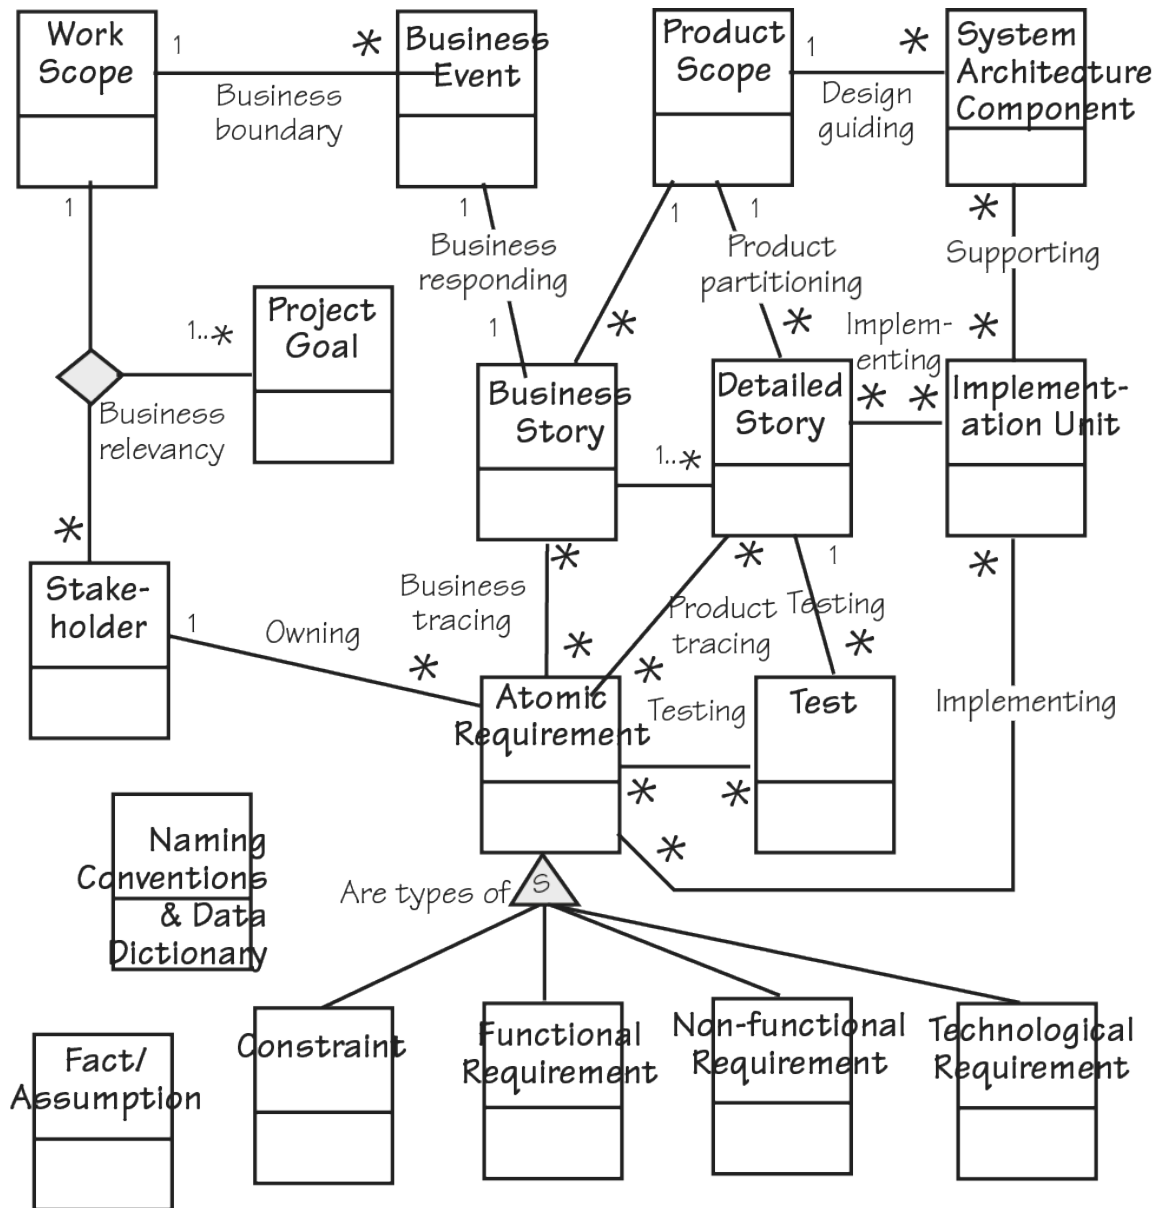 Work
Scope
1
*
Business
Event
Business
boundary
Product
Scope
1
*
System
Architecture
Component
Design
guiding
1
1
Business
responding
1
1
1
Product
partitioning
*
*
*
Supporting
*
Implem-
enting
*
*
Project
Goal
1..*
Business
relevancy
*
Business
Story
1..*
Detailed
Story
Implement-
ation Unit
Stake-
holder
1
Owning
*
Business
tracing
*
*
*
Product
tracing
*
1
Testing
*
*
Implementing
Atomic
Requirement
Testing
*
*
Test
*
Naming
Conventions
& Data
Dictionary
Are types of
S
Fact/
Assumption
Constraint
Functional
Requirement
Non-functional
Requirement
Technological
Requirement